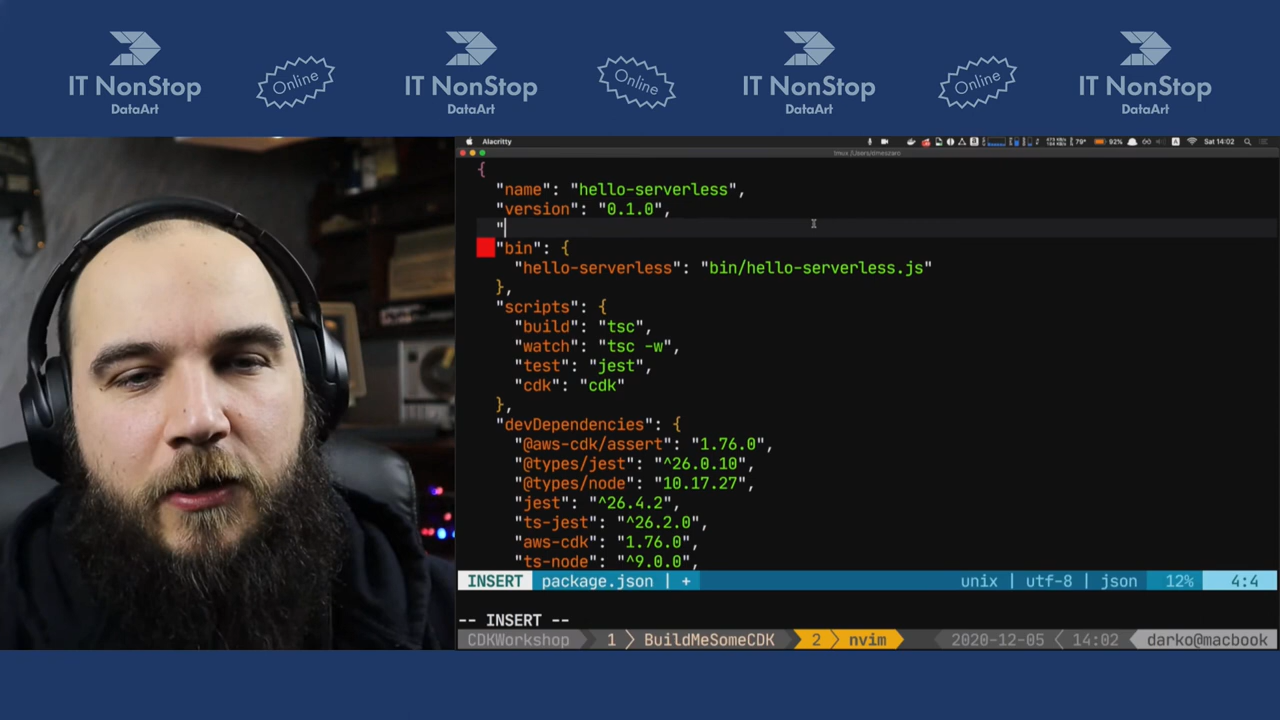 IT NonStop
DataArt
Online
IT NonStop
DataArt
Online
IT NonStop
DataArt
Online
IT NonStop
DataArt
Alacritty
92%
Sat 14:02
{
"name": "hello-serverless",
"version": "0.1.0",
"
"bin": {
"hello-serverless": "bin/hello-serverless.js"
},
"scripts": {
"build": "tsc",
"watch": "tsc -w",
"test": "jest",
"cdk": "cdk"
},
"devDependencies": {
"@aws-cdk/assert": "1.76.0",
"@types/jest": "^26.0.10",
"@types/node": "10.17.27",
"jest": "^26.4.2",
"ts-jest": "^26.2.0",
"aws-cdk": "1.76.0",
"ts-node": "^9.0.0",
INSERT package.json | + unix | utf-8 | json 12% 4:4
-- INSERT --
CDKWorkshop 1 BuildMeSomeCDK 2 nvim 2020-12-05 14:02 darko@macbook